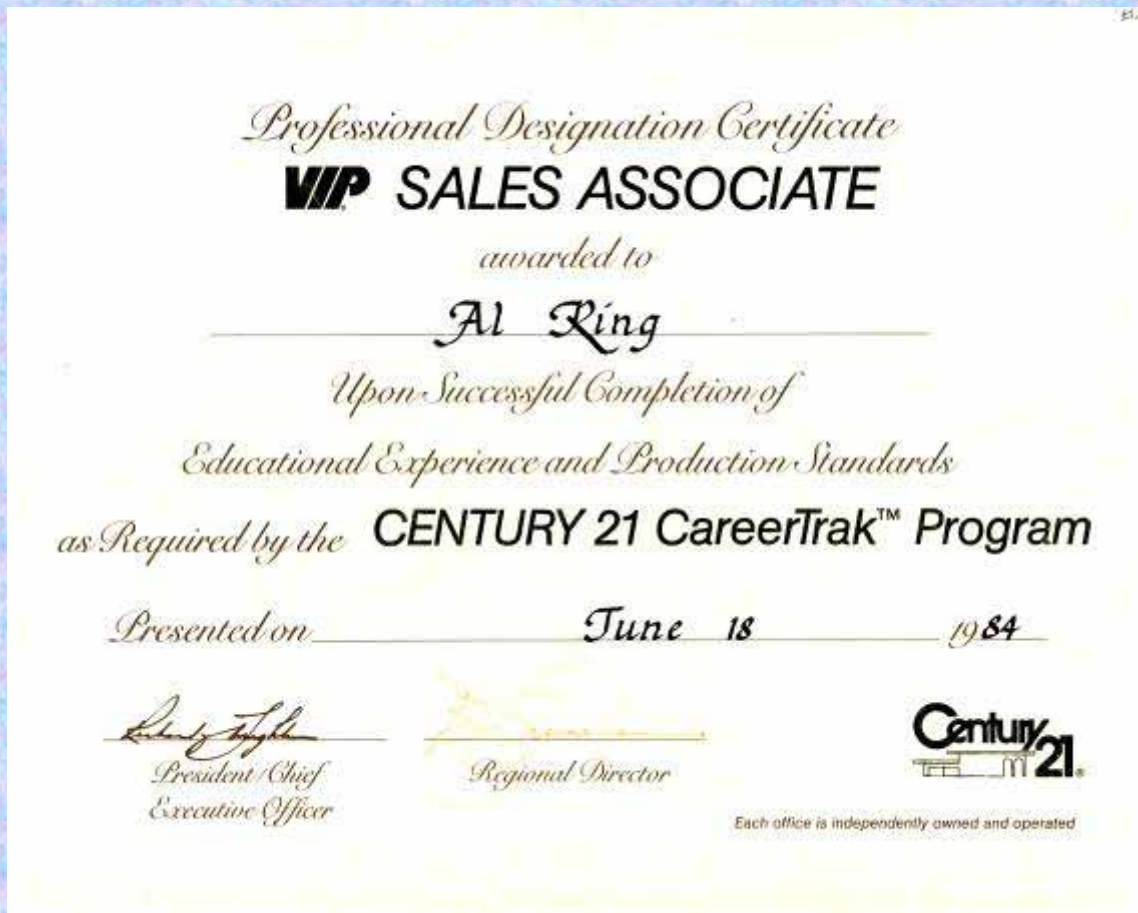 Professional Designation Certificate
VIP SALES ASSOCIATE
awarded to
Al Ring
Upon Successful Completion of
Educational Experience and Production Standards
as Required by the CENTURY 21 CareerTrak™ Program
Presented on June 18 1984
President/Chief
Executive Officer
Regional Director
Century 21®
Each office is independently owned and operated